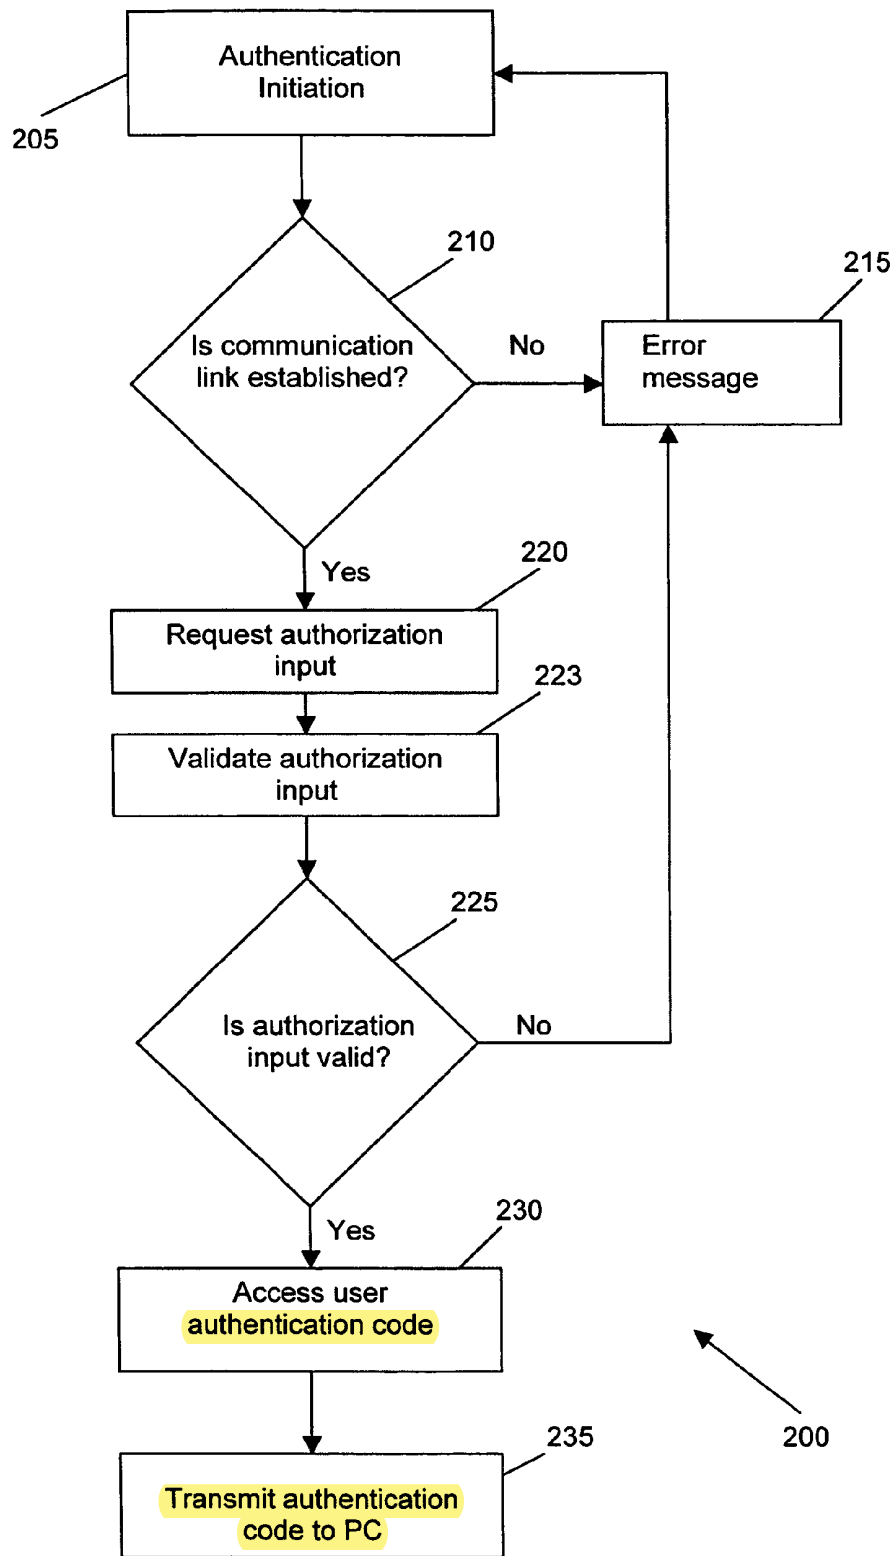 Authentication
Initiation
205
210
Is communication
link established?
No
215
Error
message
Yes
220
Request authorization
input
223
Validate authorization
input
225
Is authorization
input valid?
No
Yes
230
Access user
authentication code
235
Transmit authentication
code to PC
200